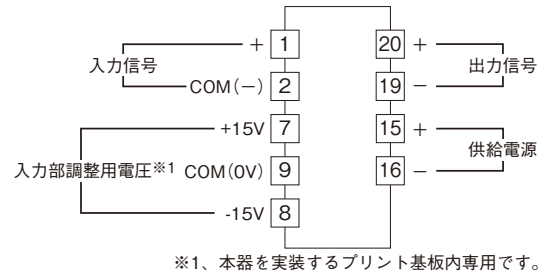 入力信号
+ 1
COM(−) 2
+15V 7
入力部調整用電圧※1 COM(0V) 9
-15V 8
20 +
出力信号
19 −
15 +
供給電源
16 −
※1、本器を実装するプリント基板内専用です。